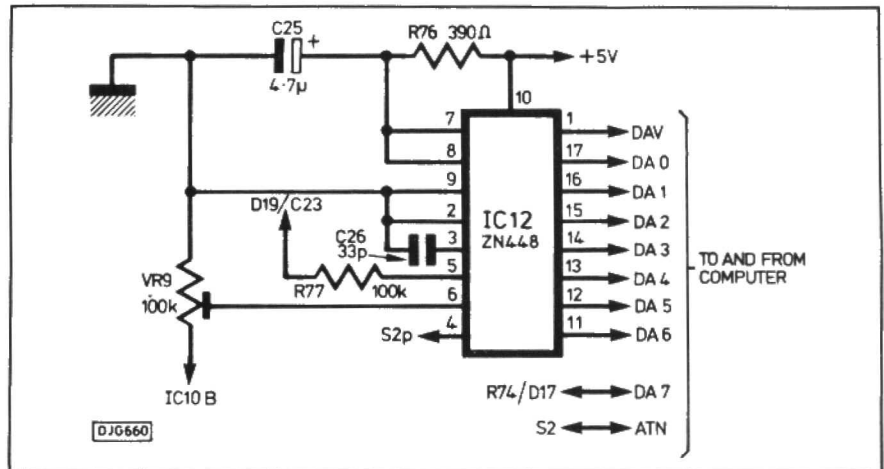 C25
+
4·7µ
R76 390Ω
+5V
10
7
8
9
2
3
5
6
4
IC12
ZN448
1
17
16
15
14
13
12
11
DAV
DA 0
DA 1
DA 2
DA 3
DA 4
DA 5
DA 6
TO AND FROM
COMPUTER
D19/C23
C26
33p
R77 100k
VR9
100k
S2p
IC10 B
R74/D17 DA 7
S2 ATN
DJG660